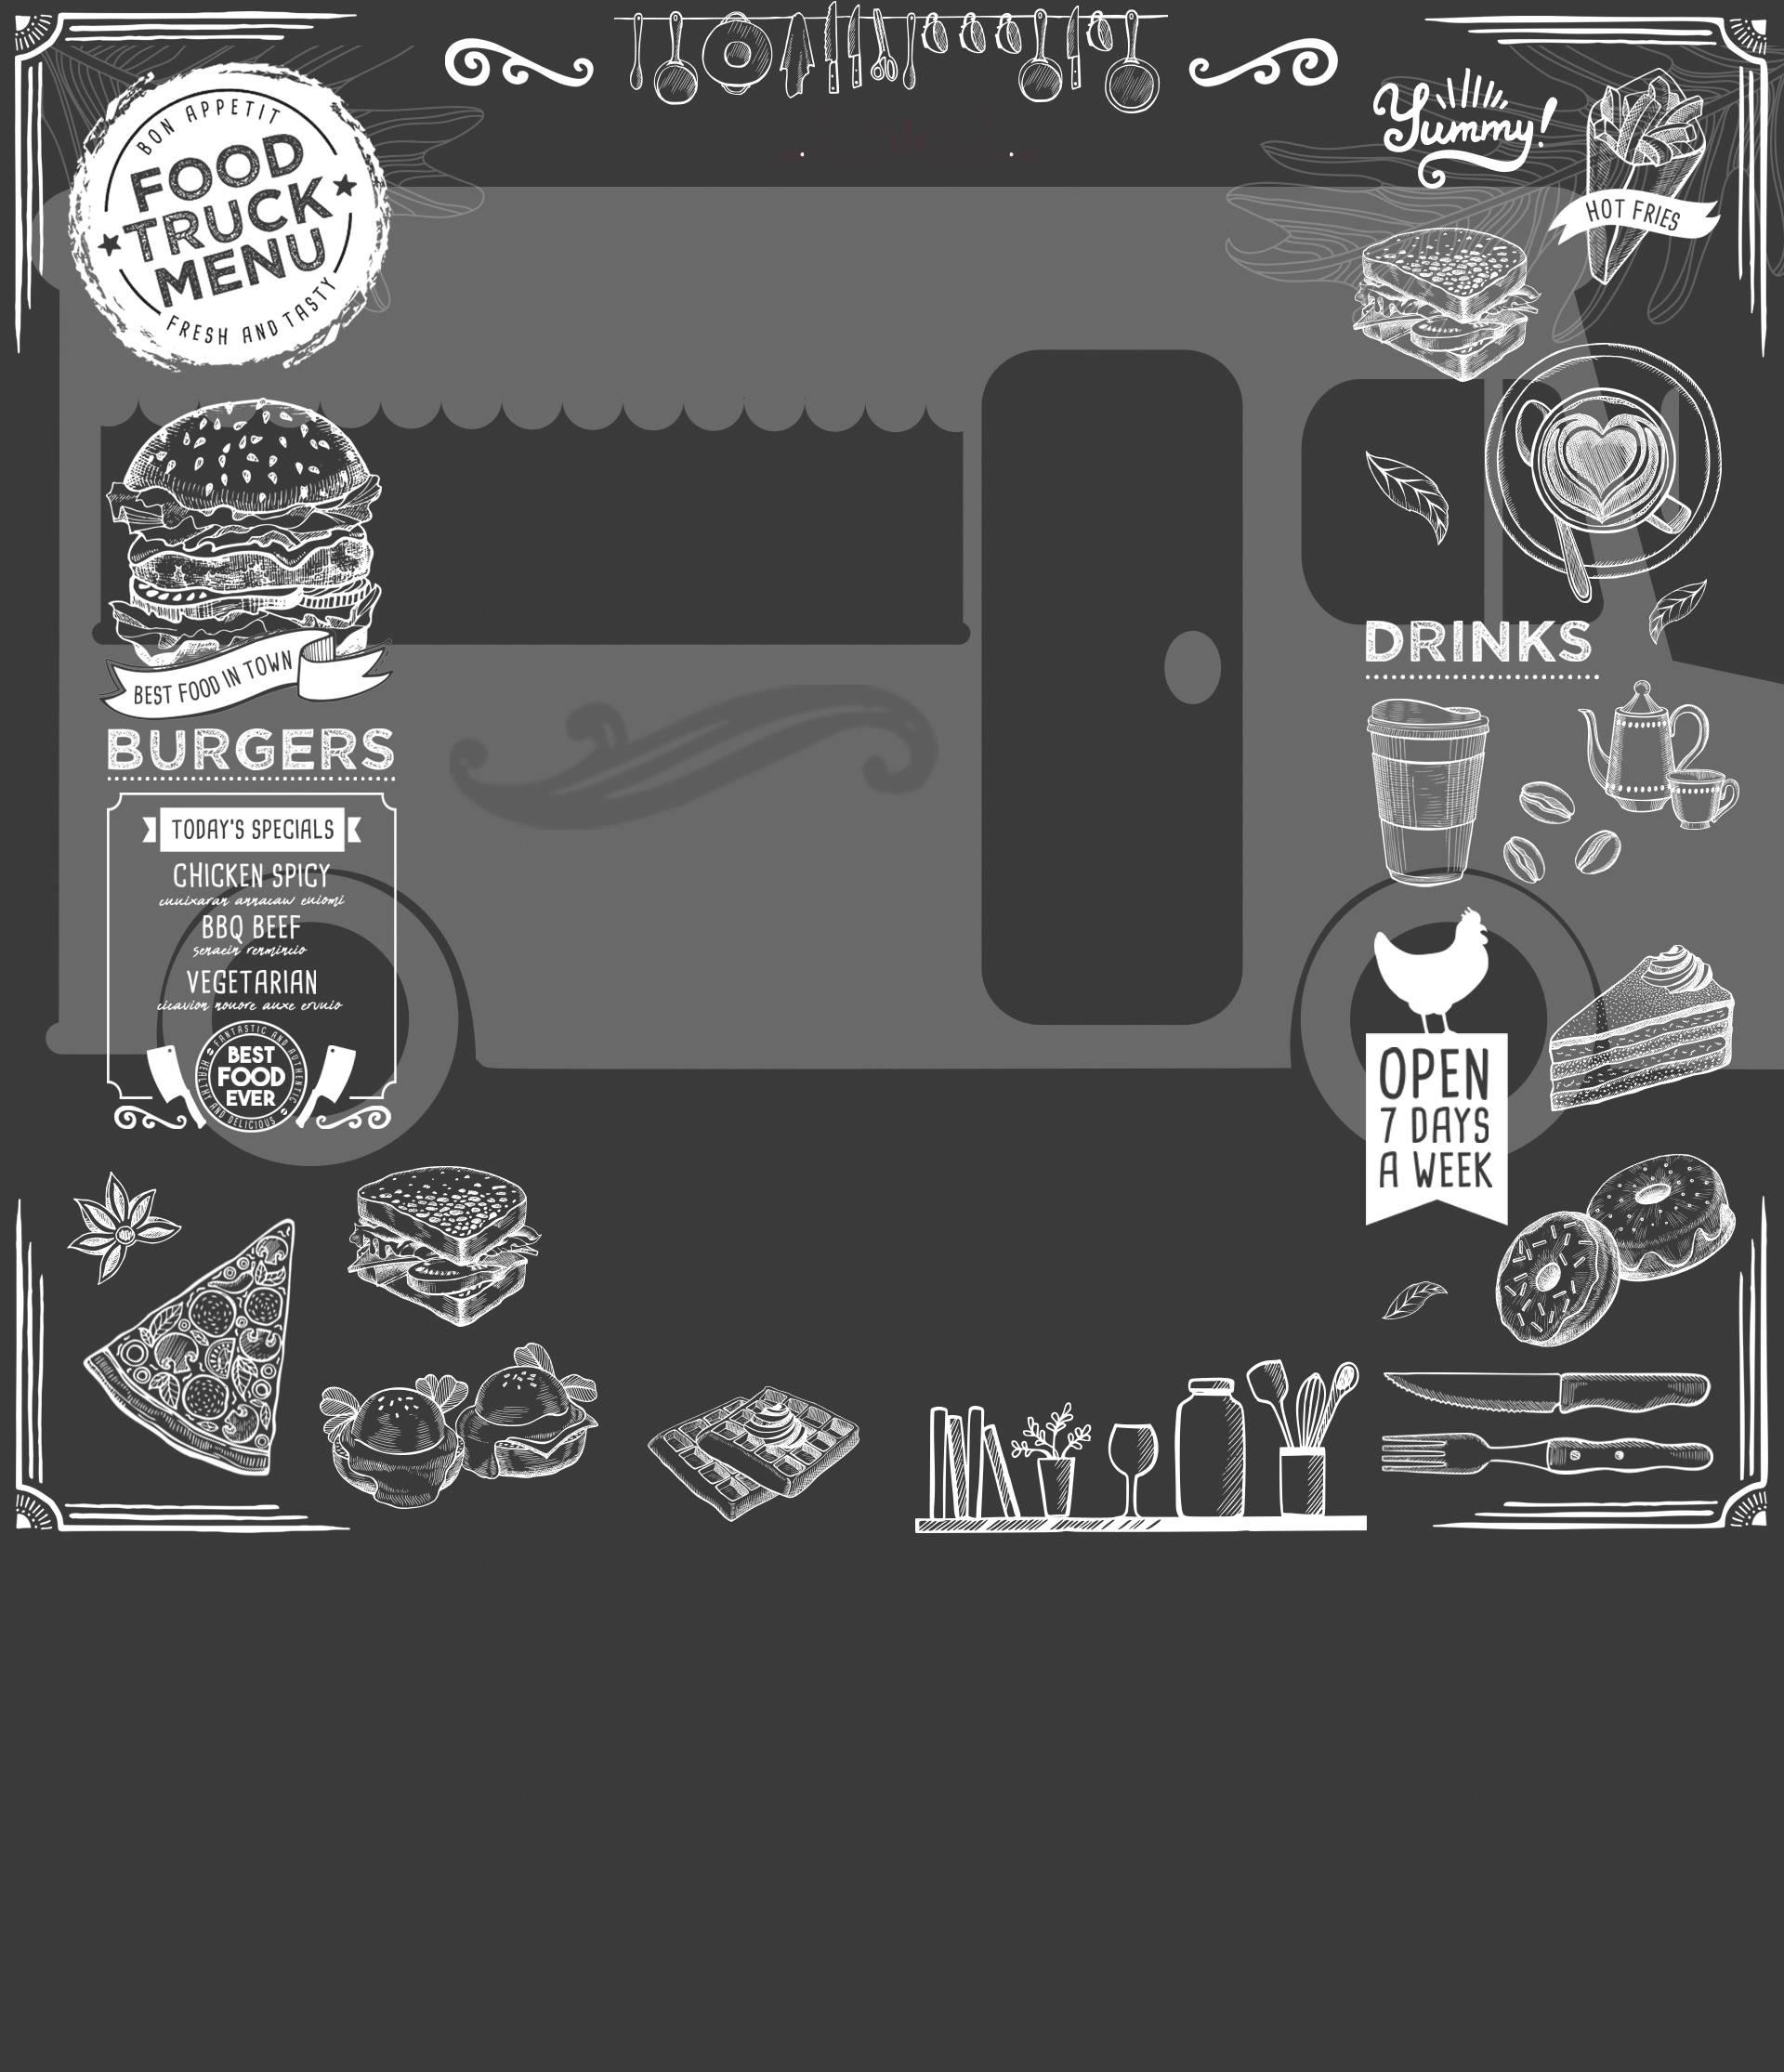 BON APPETIT
FOOD
TRUCK
MENU
FRESH AND TASTY
Yummy!
HOT FRIES
BEST FOOD IN TOWN
BURGERS
TODAY'S SPECIALS
CHICKEN SPICY
cuuixaran annacaw euiomi
BBQ BEEF
senaein renmincio
VEGETARIAN
cicavion nouore auxe ervuio
FANTASTIC AND AUTHENTIC
BEST
FOOD
EVER
HEALTHY AND DELICIOUS
DRINKS
OPEN
7 DAYS
A WEEK